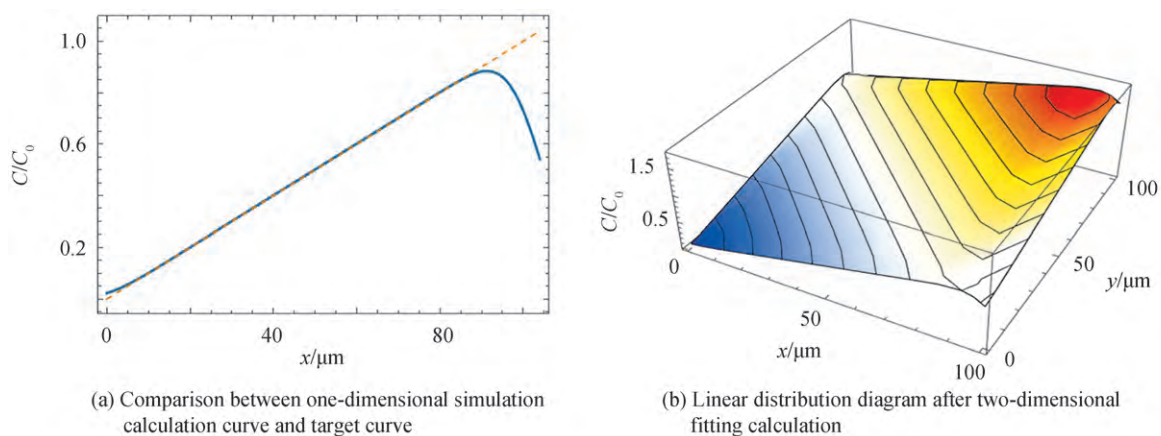 1.0
0.6
0.2
C/C₀
0
40
80
x/μm
(a) Comparison between one-dimensional simulation
calculation curve and target curve
1.5
0.5
C/C₀
0
50
100
x/μm
0
50
100
y/μm
(b) Linear distribution diagram after two-dimensional
fitting calculation